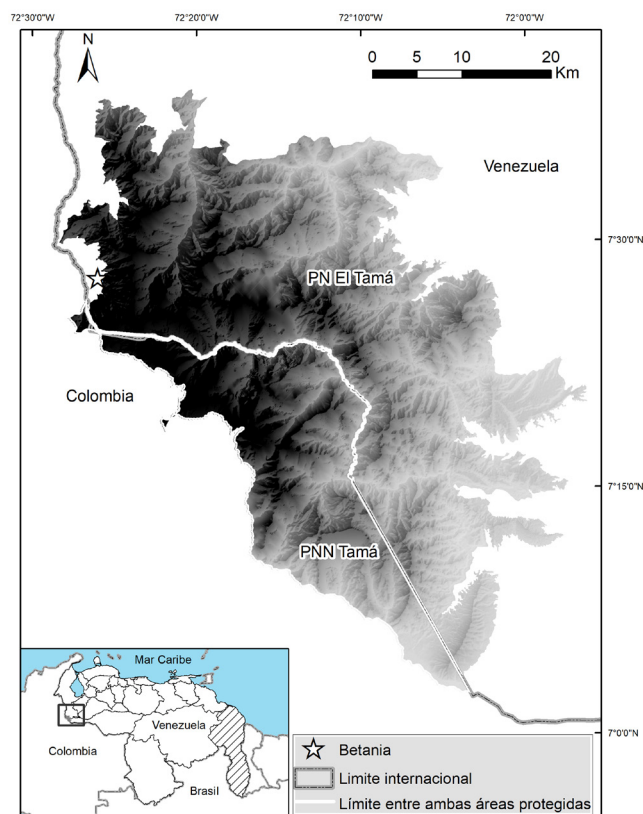 72°30'0"W 72°20'0"W 72°10'0"W 72°0'0"W
N
0 5 10 20
Km
Venezuela
7°30'0"N
PN El Tamá
Colombia
7°15'0"N
PNN Tamá
7°0'0"N
Mar Caribe
Venezuela
Colombia
Brasil
Betania
Limite internacional
Límite entre ambas áreas protegidas